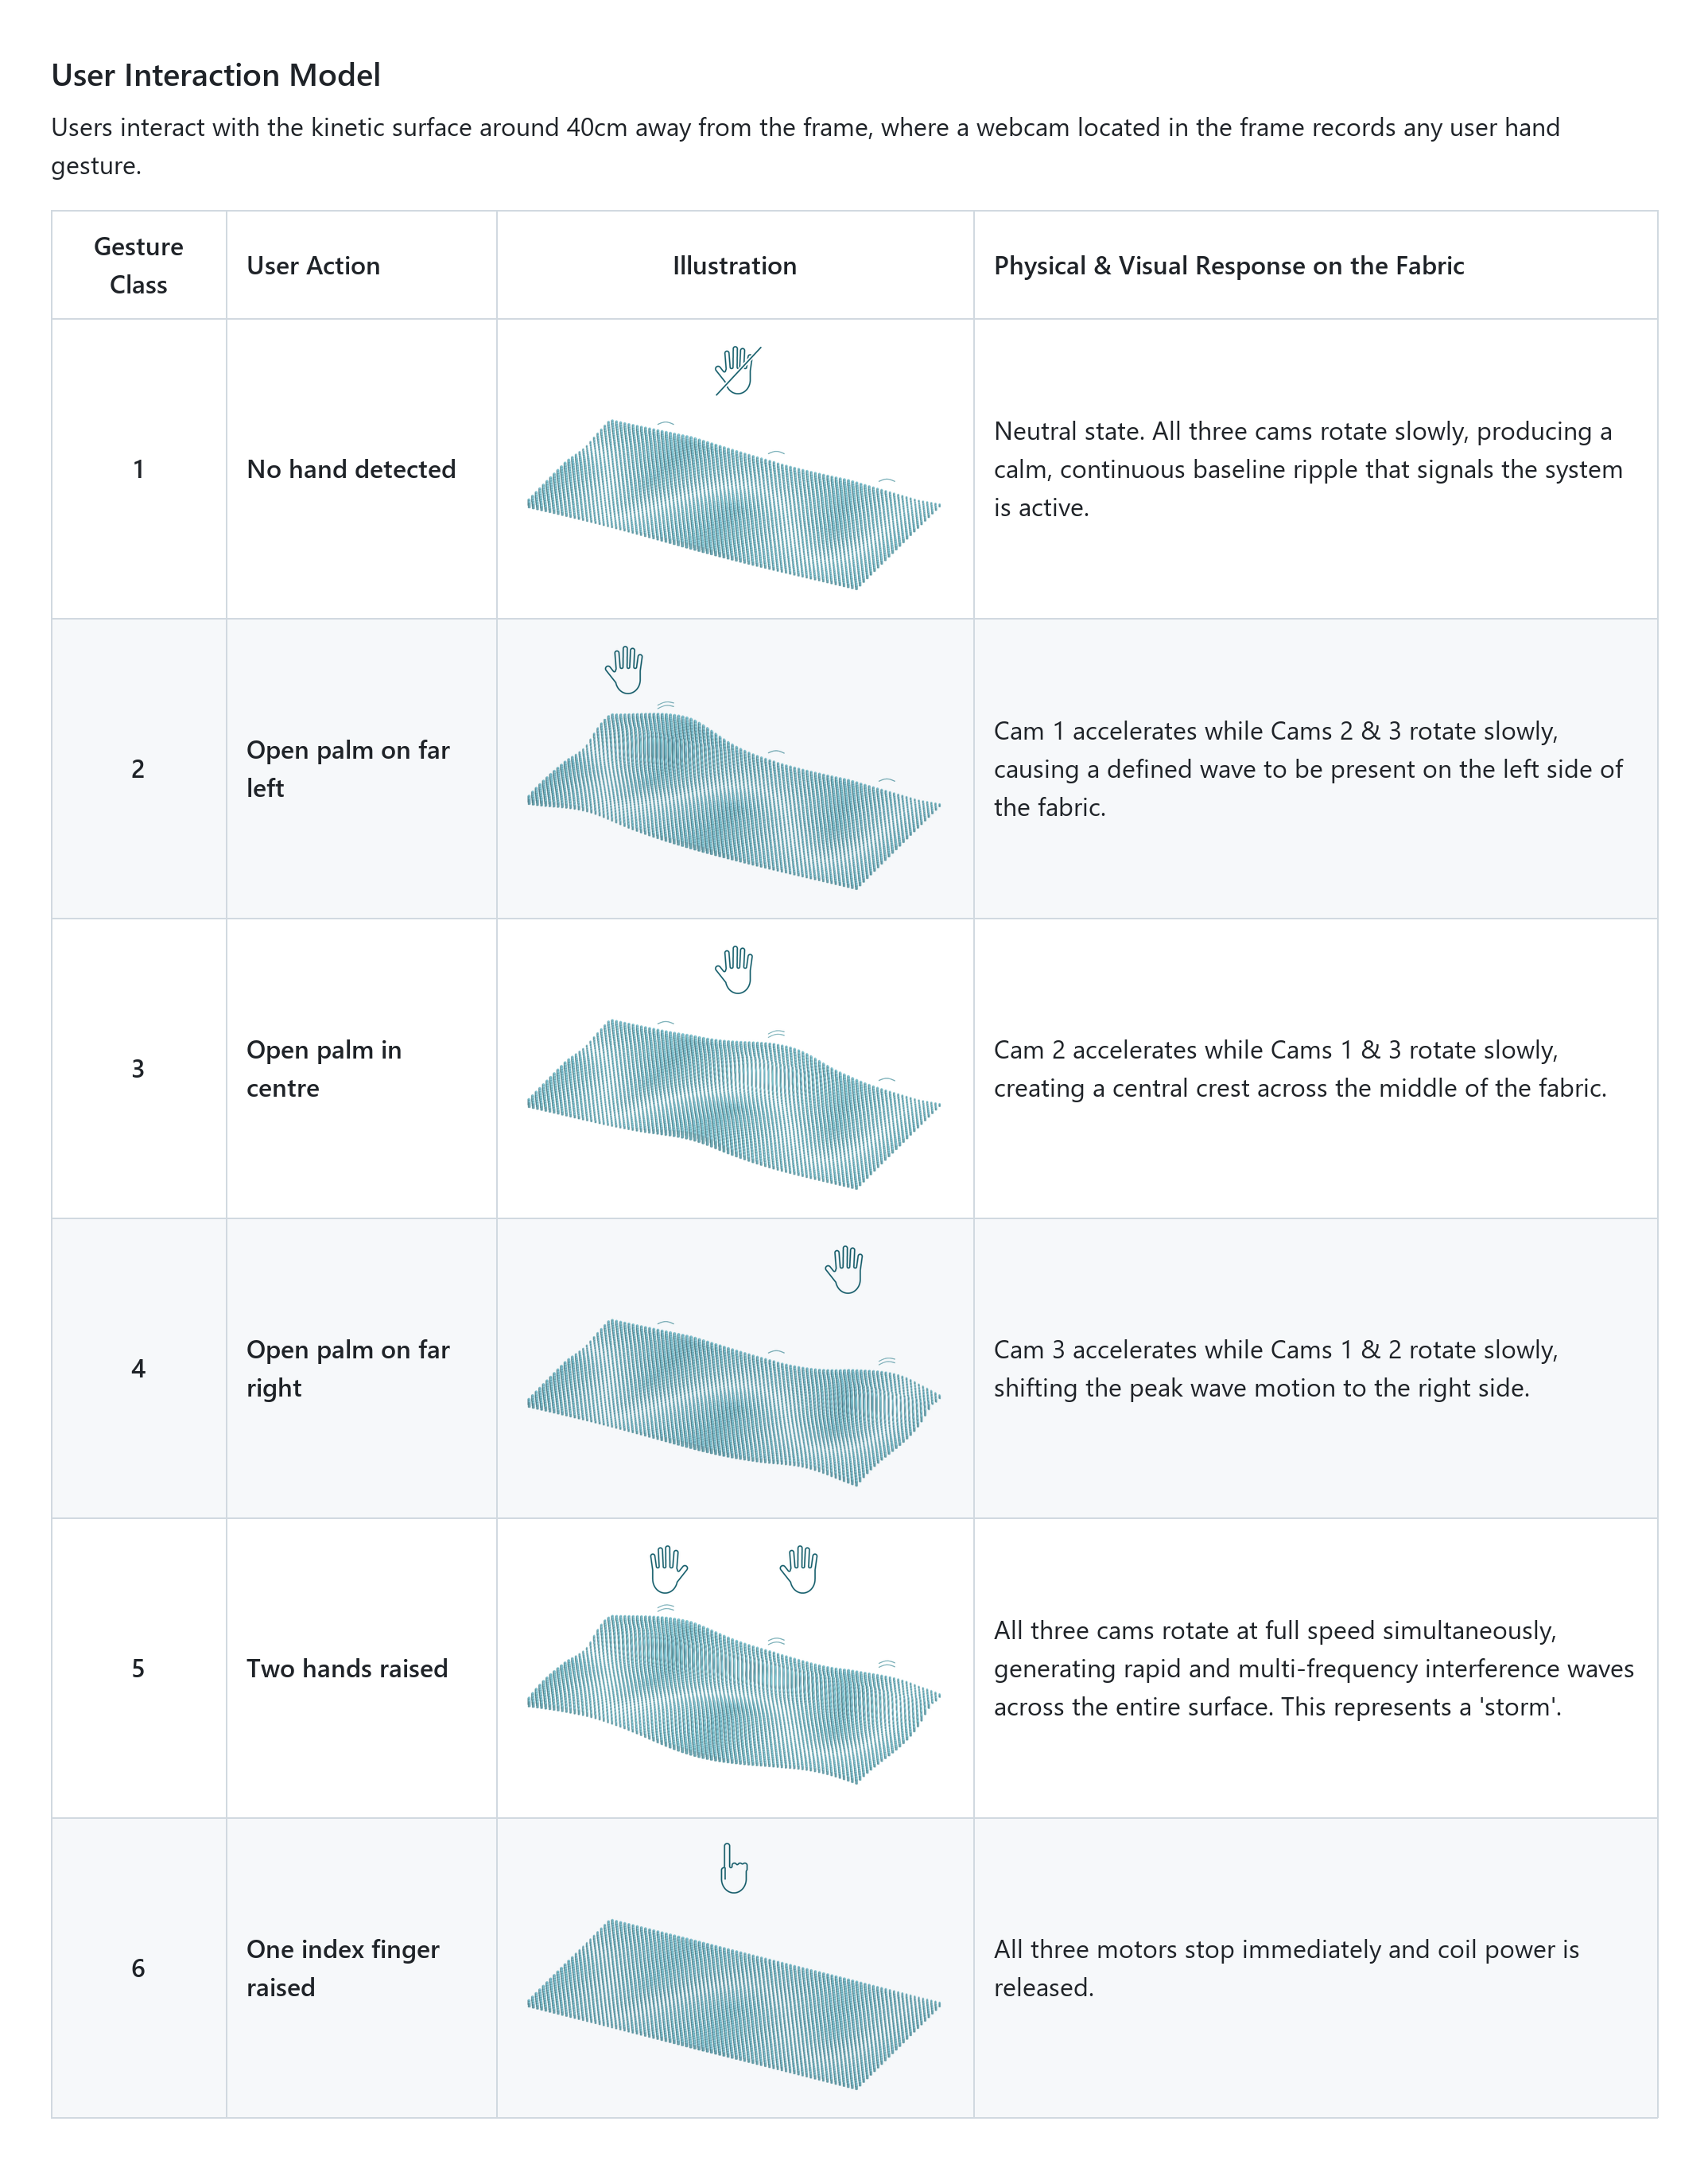 User Interaction Model
Users interact with the kinetic surface around 40cm away from the frame, where a webcam located in the frame records any user hand
gesture.
Gesture
Class
User Action
Illustration
Physical & Visual Response on the Fabric
1
No hand detected
Neutral state. All three cams rotate slowly, producing a
calm, continuous baseline ripple that signals the system
is active.
2
Open palm on far
left
Cam 1 accelerates while Cams 2 & 3 rotate slowly,
causing a defined wave to be present on the left side of
the fabric.
3
Open palm in
centre
Cam 2 accelerates while Cams 1 & 3 rotate slowly,
creating a central crest across the middle of the fabric.
4
Open palm on far
right
Cam 3 accelerates while Cams 1 & 2 rotate slowly,
shifting the peak wave motion to the right side.
5
Two hands raised
All three cams rotate at full speed simultaneously,
generating rapid and multi-frequency interference waves
across the entire surface. This represents a 'storm'.
6
One index finger
raised
All three motors stop immediately and coil power is
released.